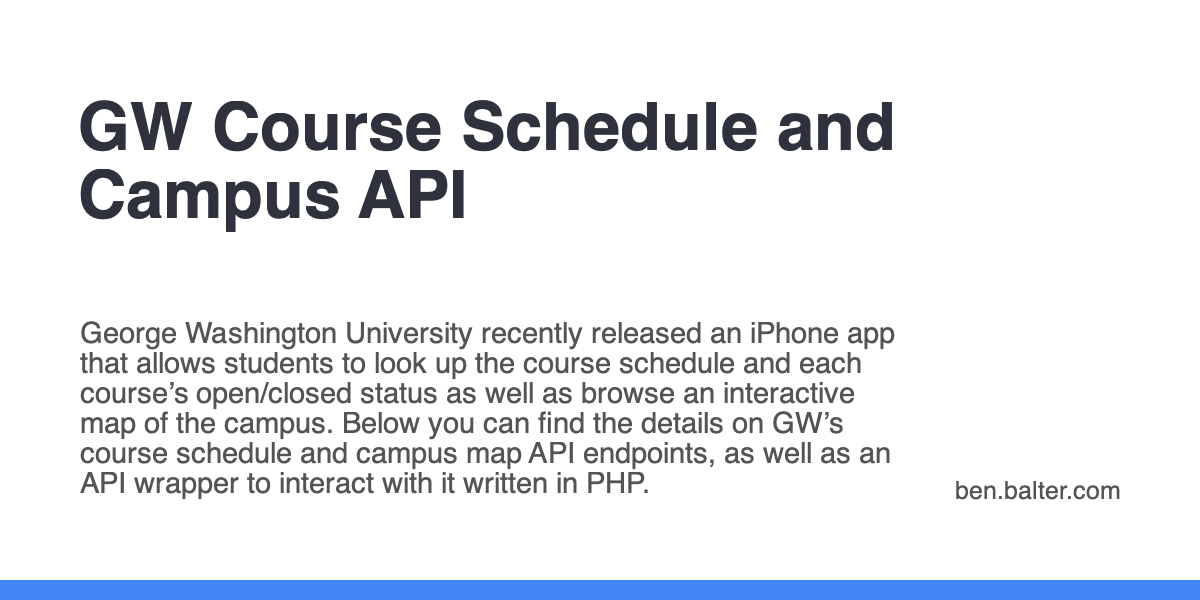 GW Course Schedule and
Campus API
George Washington University recently released an iPhone app
that allows students to look up the course schedule and each
course’s open/closed status as well as browse an interactive
map of the campus. Below you can find the details on GW’s
course schedule and campus map API endpoints, as well as an
API wrapper to interact with it written in PHP.
ben.balter.com